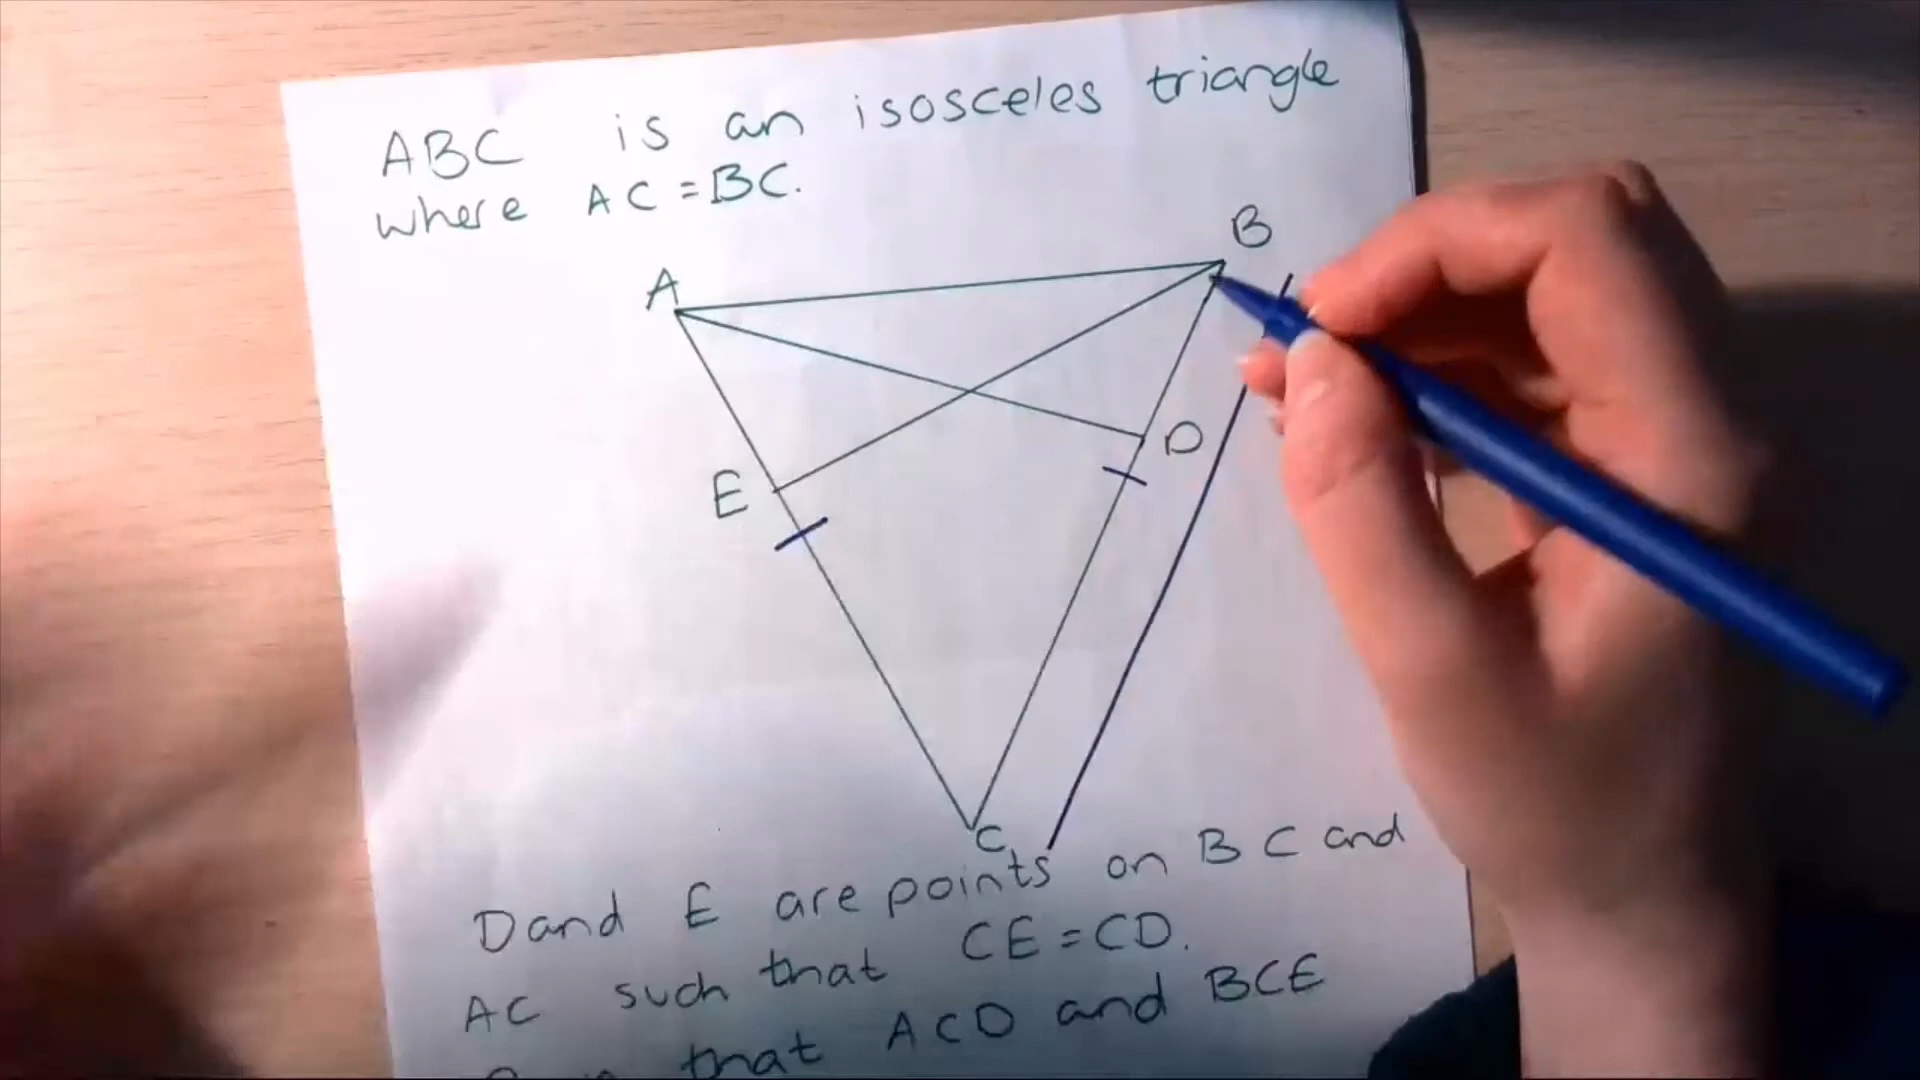 ABC is an isosceles triangle
where AC = BC.
B
A
D
E
C
D and E are points on BC and
AC such that CE = CD.
that ACD and BCE